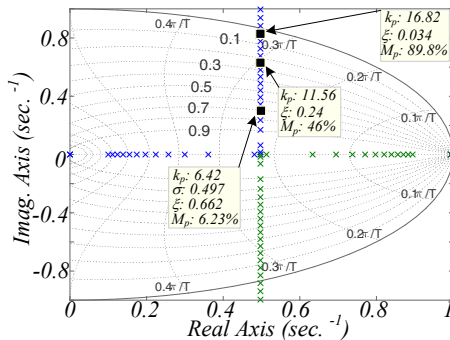 1
0.8
0.4
0
-0.4
-0.8
Imag. Axis (sec. -1)
0
0.2
0.4
0.6
0.8
1
Real Axis (sec. -1)
0.4π/T
0.3π/T
0.2π/T
0.1π/T
0.1
0.3
0.5
0.7
0.9
0.1π/T
0.2π/T
0.3π/T
0.4π/T
kp: 16.82
ξ: 0.034
Mp: 89.8%
kp: 11.56
ξ: 0.24
Mp: 46%
kp: 6.42
σ: 0.497
ξ: 0.662
Mp: 6.23%